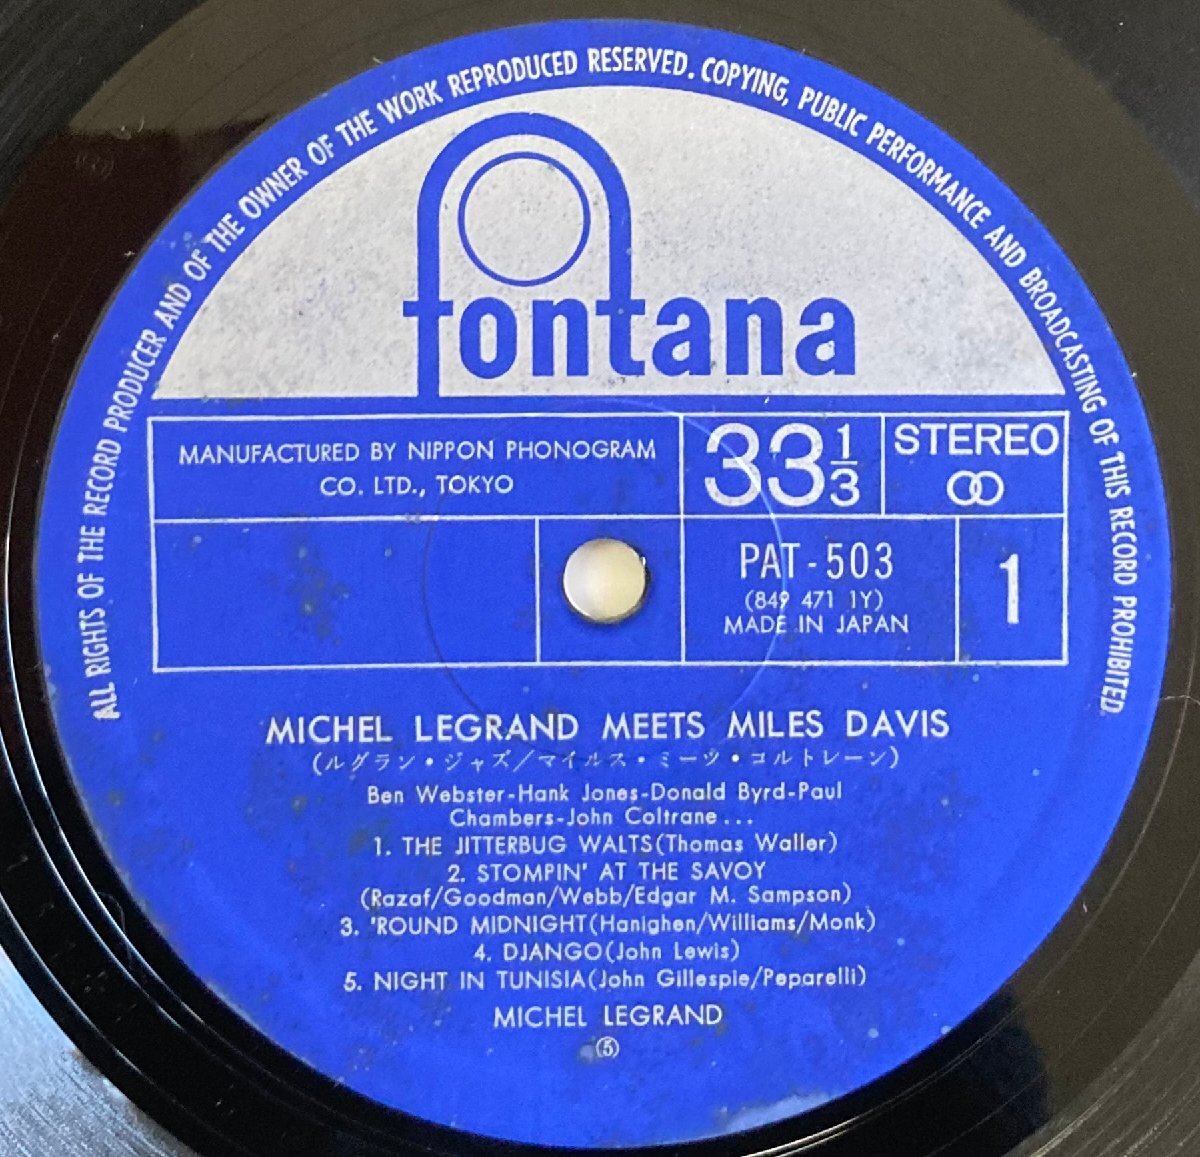 ALL RIGHTS OF THE RECORD PRODUCER AND OF THE OWNER OF THE WORK REPRODUCED RESERVED. COPYING, PUBLIC PERFORMANCE AND BROADCASTING OF THIS RECORD PROHIBITED.
fontana
MANUFACTURED BY NIPPON PHONOGRAM
CO. LTD., TOKYO
33 1/3
STEREO
PAT-503
(849 471 1Y)
MADE IN JAPAN
1
MICHEL LEGRAND MEETS MILES DAVIS
(ルグラン・ジャズ/マイルス・ミーツ・コルトレーン)
Ben Webster-Hank Jones-Donald Byrd-Paul
Chambers-John Coltrane...
1. THE JITTERBUG WALTS(Thomas Waller)
2. STOMPIN' AT THE SAVOY
(Razaf/Goodman/Webb/Edgar M. Sampson)
3. 'ROUND MIDNIGHT(Hanighen/Williams/Monk)
4. DJANGO(John Lewis)
5. NIGHT IN TUNISIA(John Gillespie/Peparelli)
MICHEL LEGRAND
(5)